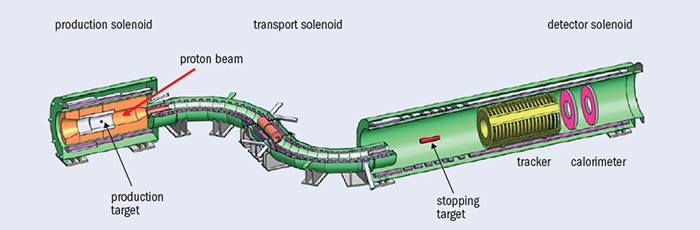 production solenoid
transport solenoid
detector solenoid
proton beam
production
target
stopping
target
tracker
calorimeter